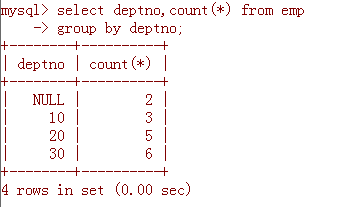 mysql> select deptno,count(*) from emp
    -> group by deptno;
+--------+----------+
| deptno | count(*) |
+--------+----------+
|   NULL |        2 |
|     10 |        3 |
|     20 |        5 |
|     30 |        6 |
+--------+----------+
4 rows in set (0.00 sec)